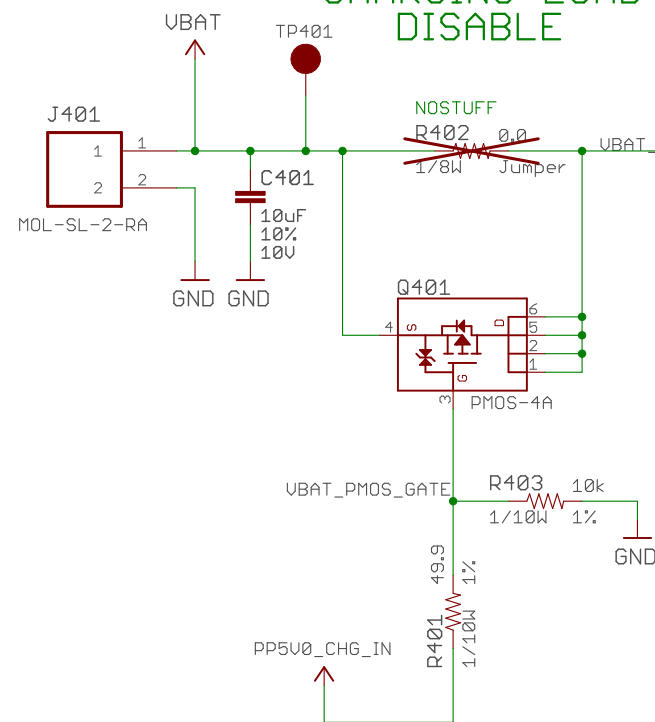 DISABLE
VBAT
TP401
J401
1
1
2
2
MOL-SL-2-RA
NOSTUFF
R402
0.0
1/8W
Jumper
VBAT_
C401
10uF
10%
10V
GND
GND
Q401
4
S
D
G
6
5
2
1
3
PMOS-4A
VBAT_PMOS_GATE
R403
10k
1/10W
1%
GND
49.9
1%
R401
1/10W
PP5V0_CHG_IN